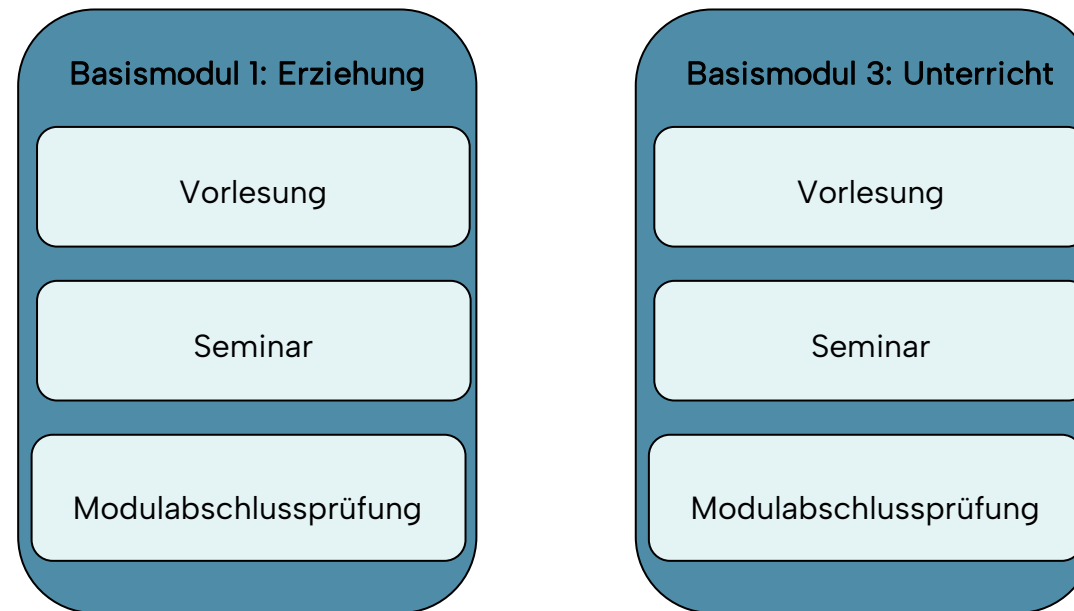 Basismodul 1: Erziehung
Vorlesung
Seminar
Modulabschlussprüfung
Basismodul 3: Unterricht
Vorlesung
Seminar
Modulabschlussprüfung